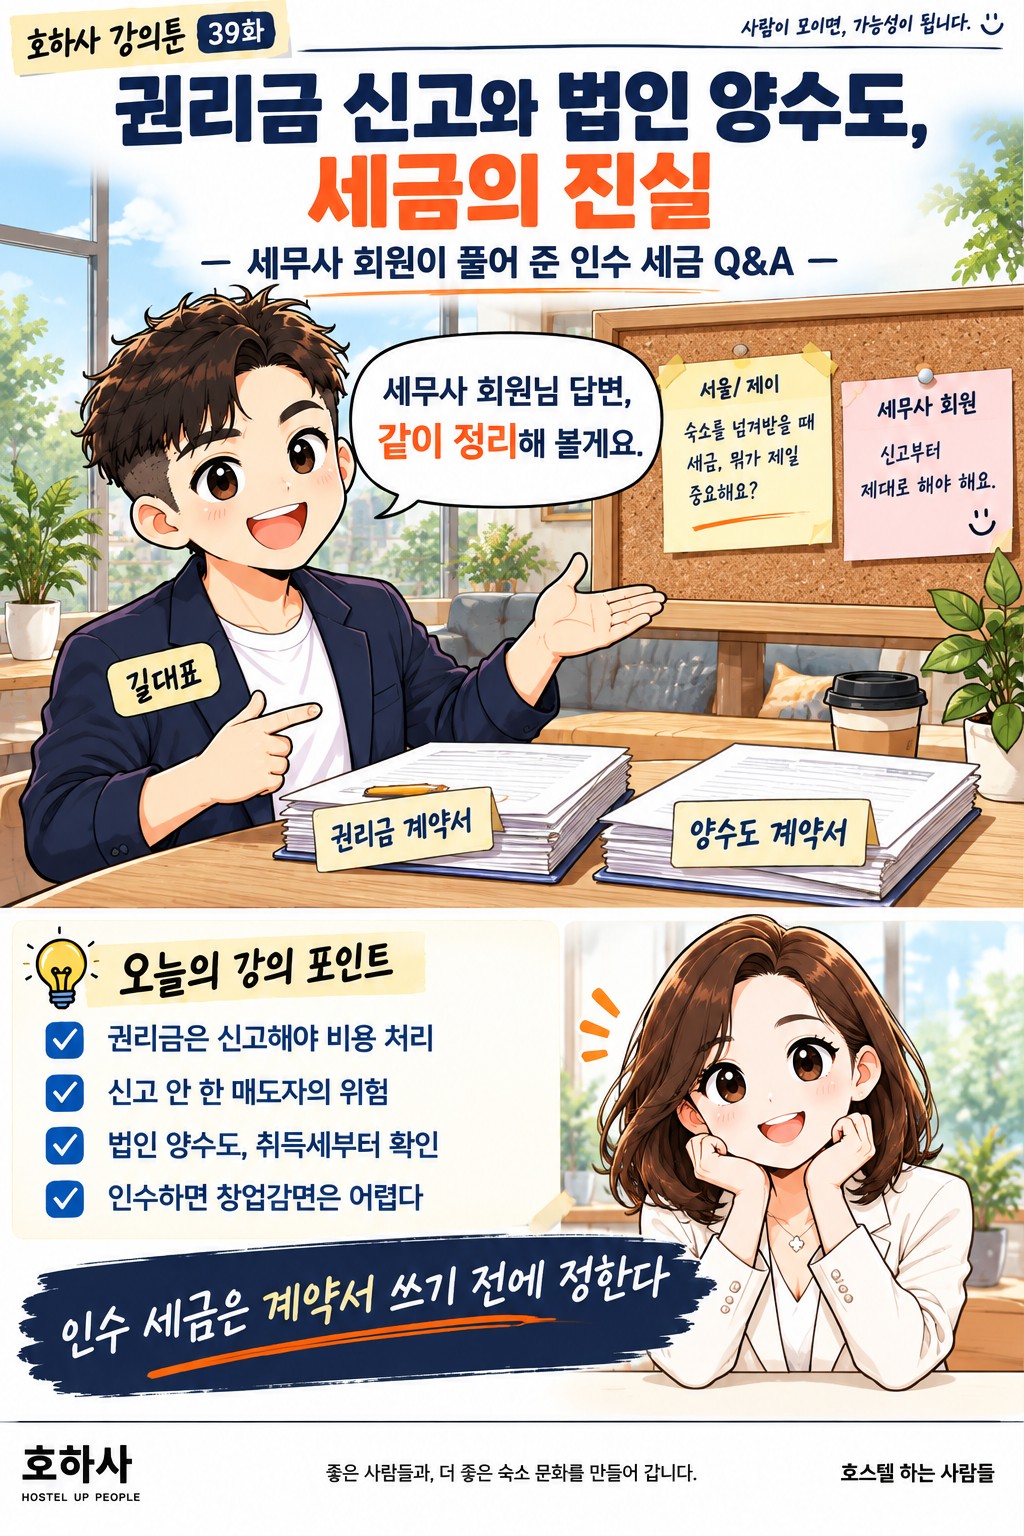 호하사 강의툰 39화
사람이 모이면, 가능성이 됩니다.
권리금 신고와 법인 양수도,
세금의 진실
— 세무사 회원이 풀어 준 인수 세금 Q&A —
세무사 회원님 답변,
같이 정리해 볼게요.
서울/제이
숙소를 넘겨받을 때
세금, 뭐가 제일
중요해요?
세무사 회원
신고부터
제대로 해야 해요.
길대표
권리금 계약서
양수도 계약서
오늘의 강의 포인트
권리금은 신고해야 비용 처리
신고 안 한 매도자의 위험
법인 양수도, 취득세부터 확인
인수하면 창업감면은 어렵다
인수 세금은 계약서 쓰기 전에 정한다
호하사
HOSTEL UP PEOPLE
좋은 사람들과, 더 좋은 숙소 문화를 만들어 갑니다.
호스텔 하는 사람들